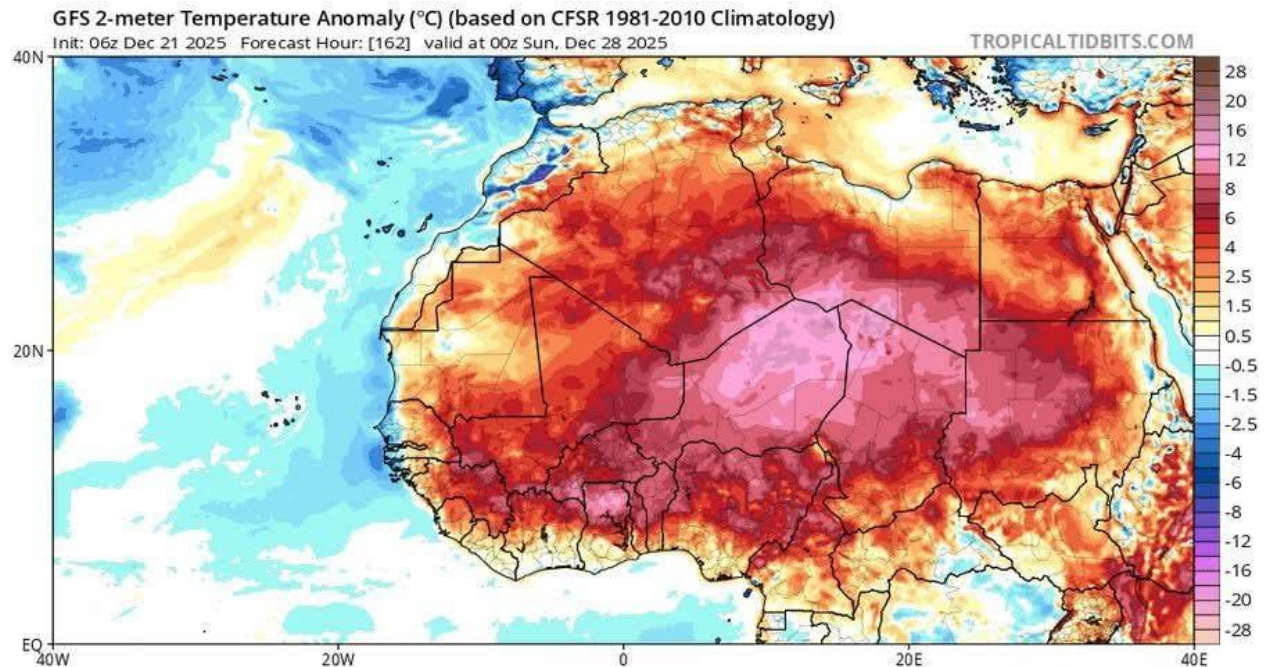 GFS 2-meter Temperature Anomaly (°C) (based on CFSR 1981-2010 Climatology)
Init: 06z Dec 21 2025 Forecast Hour: [162] valid at 00z Sun, Dec 28 2025
TROPICALTIDBITS.COM
40N
20N
EQ
40W
20W
0
20E
40E
28
20
16
12
8
6
4
2.5
1.5
0.5
-0.5
-1.5
-2.5
-4
-6
-8
-12
-16
-20
-28